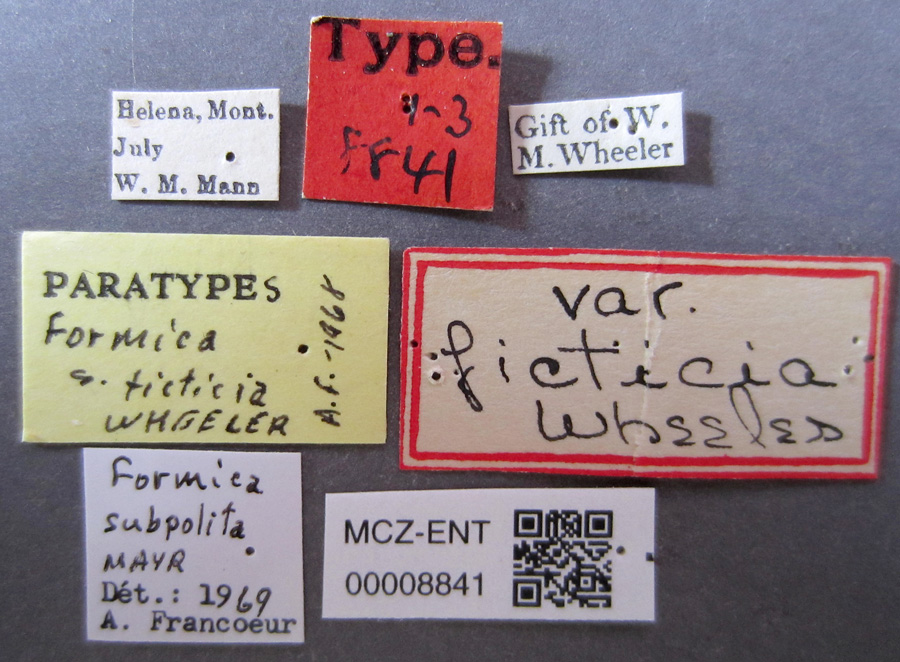 Helena, Mont.
July
W. M. Mann
Type.
1-3
FF41
Gift of W.
M. Wheeler
PARATYPES
Formica
s. ficticia
WHEELER
A.F.-1968
var.
ficticia
Wheeler
Formica
subpolita
MAYR
Dét.: 1969
A. Francoeur
MCZ-ENT
00008841